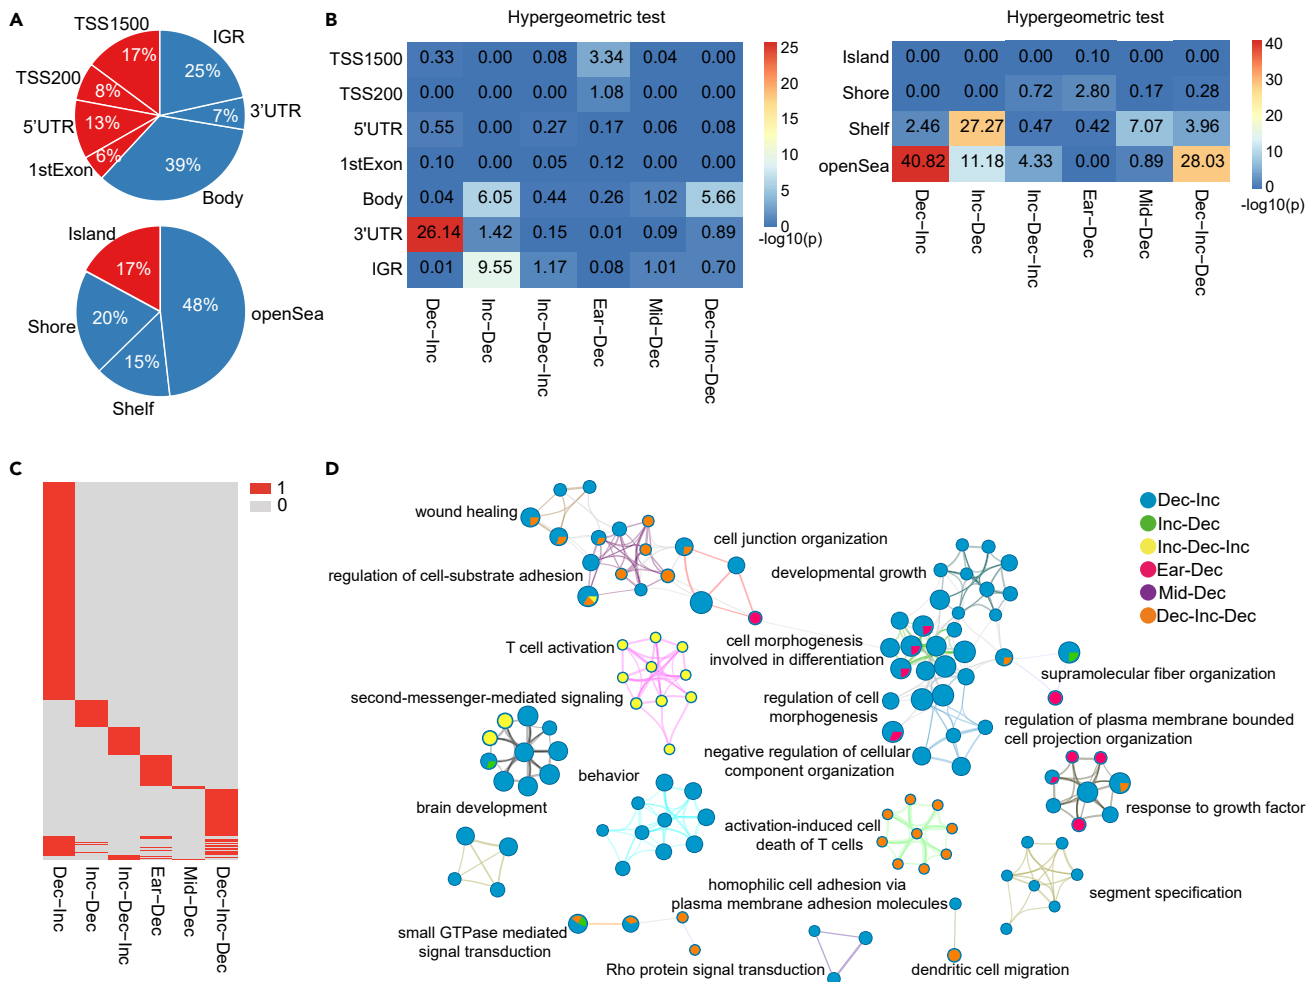 A
TSS1500
IGR
17%
25%
TSS200
8%
3'UTR
7%
5'UTR
13%
6%
1stExon
39%
Body
Island
17%
48%
openSea
Shore
20%
15%
Shelf
B
Hypergeometric test
TSS1500 0.33 0.00 0.08 3.34 0.04 0.00
TSS200 0.00 0.00 0.00 1.08 0.00 0.00
5'UTR 0.55 0.00 0.27 0.17 0.06 0.08
1stExon 0.10 0.00 0.05 0.12 0.00 0.00
Body 0.04 6.05 0.44 0.26 1.02 5.66
3'UTR 26.14 1.42 0.15 0.01 0.09 0.89
IGR 0.01 9.55 1.17 0.08 1.01 0.70
Dec−Inc
Inc−Dec
Inc−Dec−Inc
Ear−Dec
Mid−Dec
Dec−Inc−Dec
25
20
15
10
5
0
-log10(p)
Hypergeometric test
Island 0.00 0.00 0.00 0.10 0.00 0.00
Shore 0.00 0.00 0.72 2.80 0.17 0.28
Shelf 2.46 27.27 0.47 0.42 7.07 3.96
openSea 40.82 11.18 4.33 0.00 0.89 28.03
Dec−Inc
Inc−Dec
Inc−Dec−Inc
Ear−Dec
Mid−Dec
Dec−Inc−Dec
40
30
20
10
0
-log10(p)
C
1
0
Dec−Inc
Inc−Dec
Inc−Dec−Inc
Ear−Dec
Mid−Dec
Dec−Inc−Dec
D
wound healing
cell junction organization
regulation of cell-substrate adhesion
developmental growth
Dec-Inc
Inc-Dec
Inc-Dec-Inc
Ear-Dec
Mid-Dec
Dec-Inc-Dec
T cell activation
cell morphogenesis
involved in differentiation
supramolecular fiber organization
second-messenger-mediated signaling
regulation of cell
morphogenesis
regulation of plasma membrane bounded
cell projection organization
negative regulation of cellular
component organization
behavior
brain development
response to growth factor
activation-induced cell
death of T cells
homophilic cell adhesion via
plasma membrane adhesion molecules
segment specification
small GTPase mediated
signal transduction
Rho protein signal transduction
dendritic cell migration